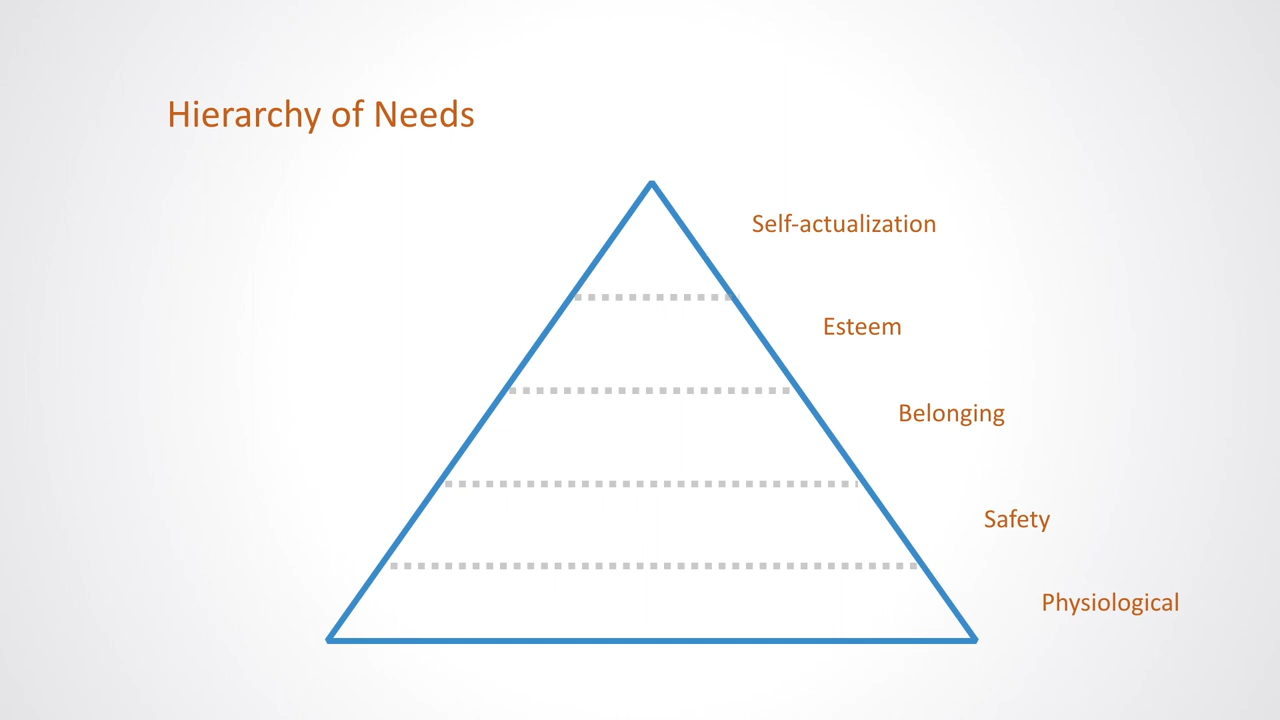 Hierarchy of Needs
Self-actualization
Esteem
Belonging
Safety
Physiological